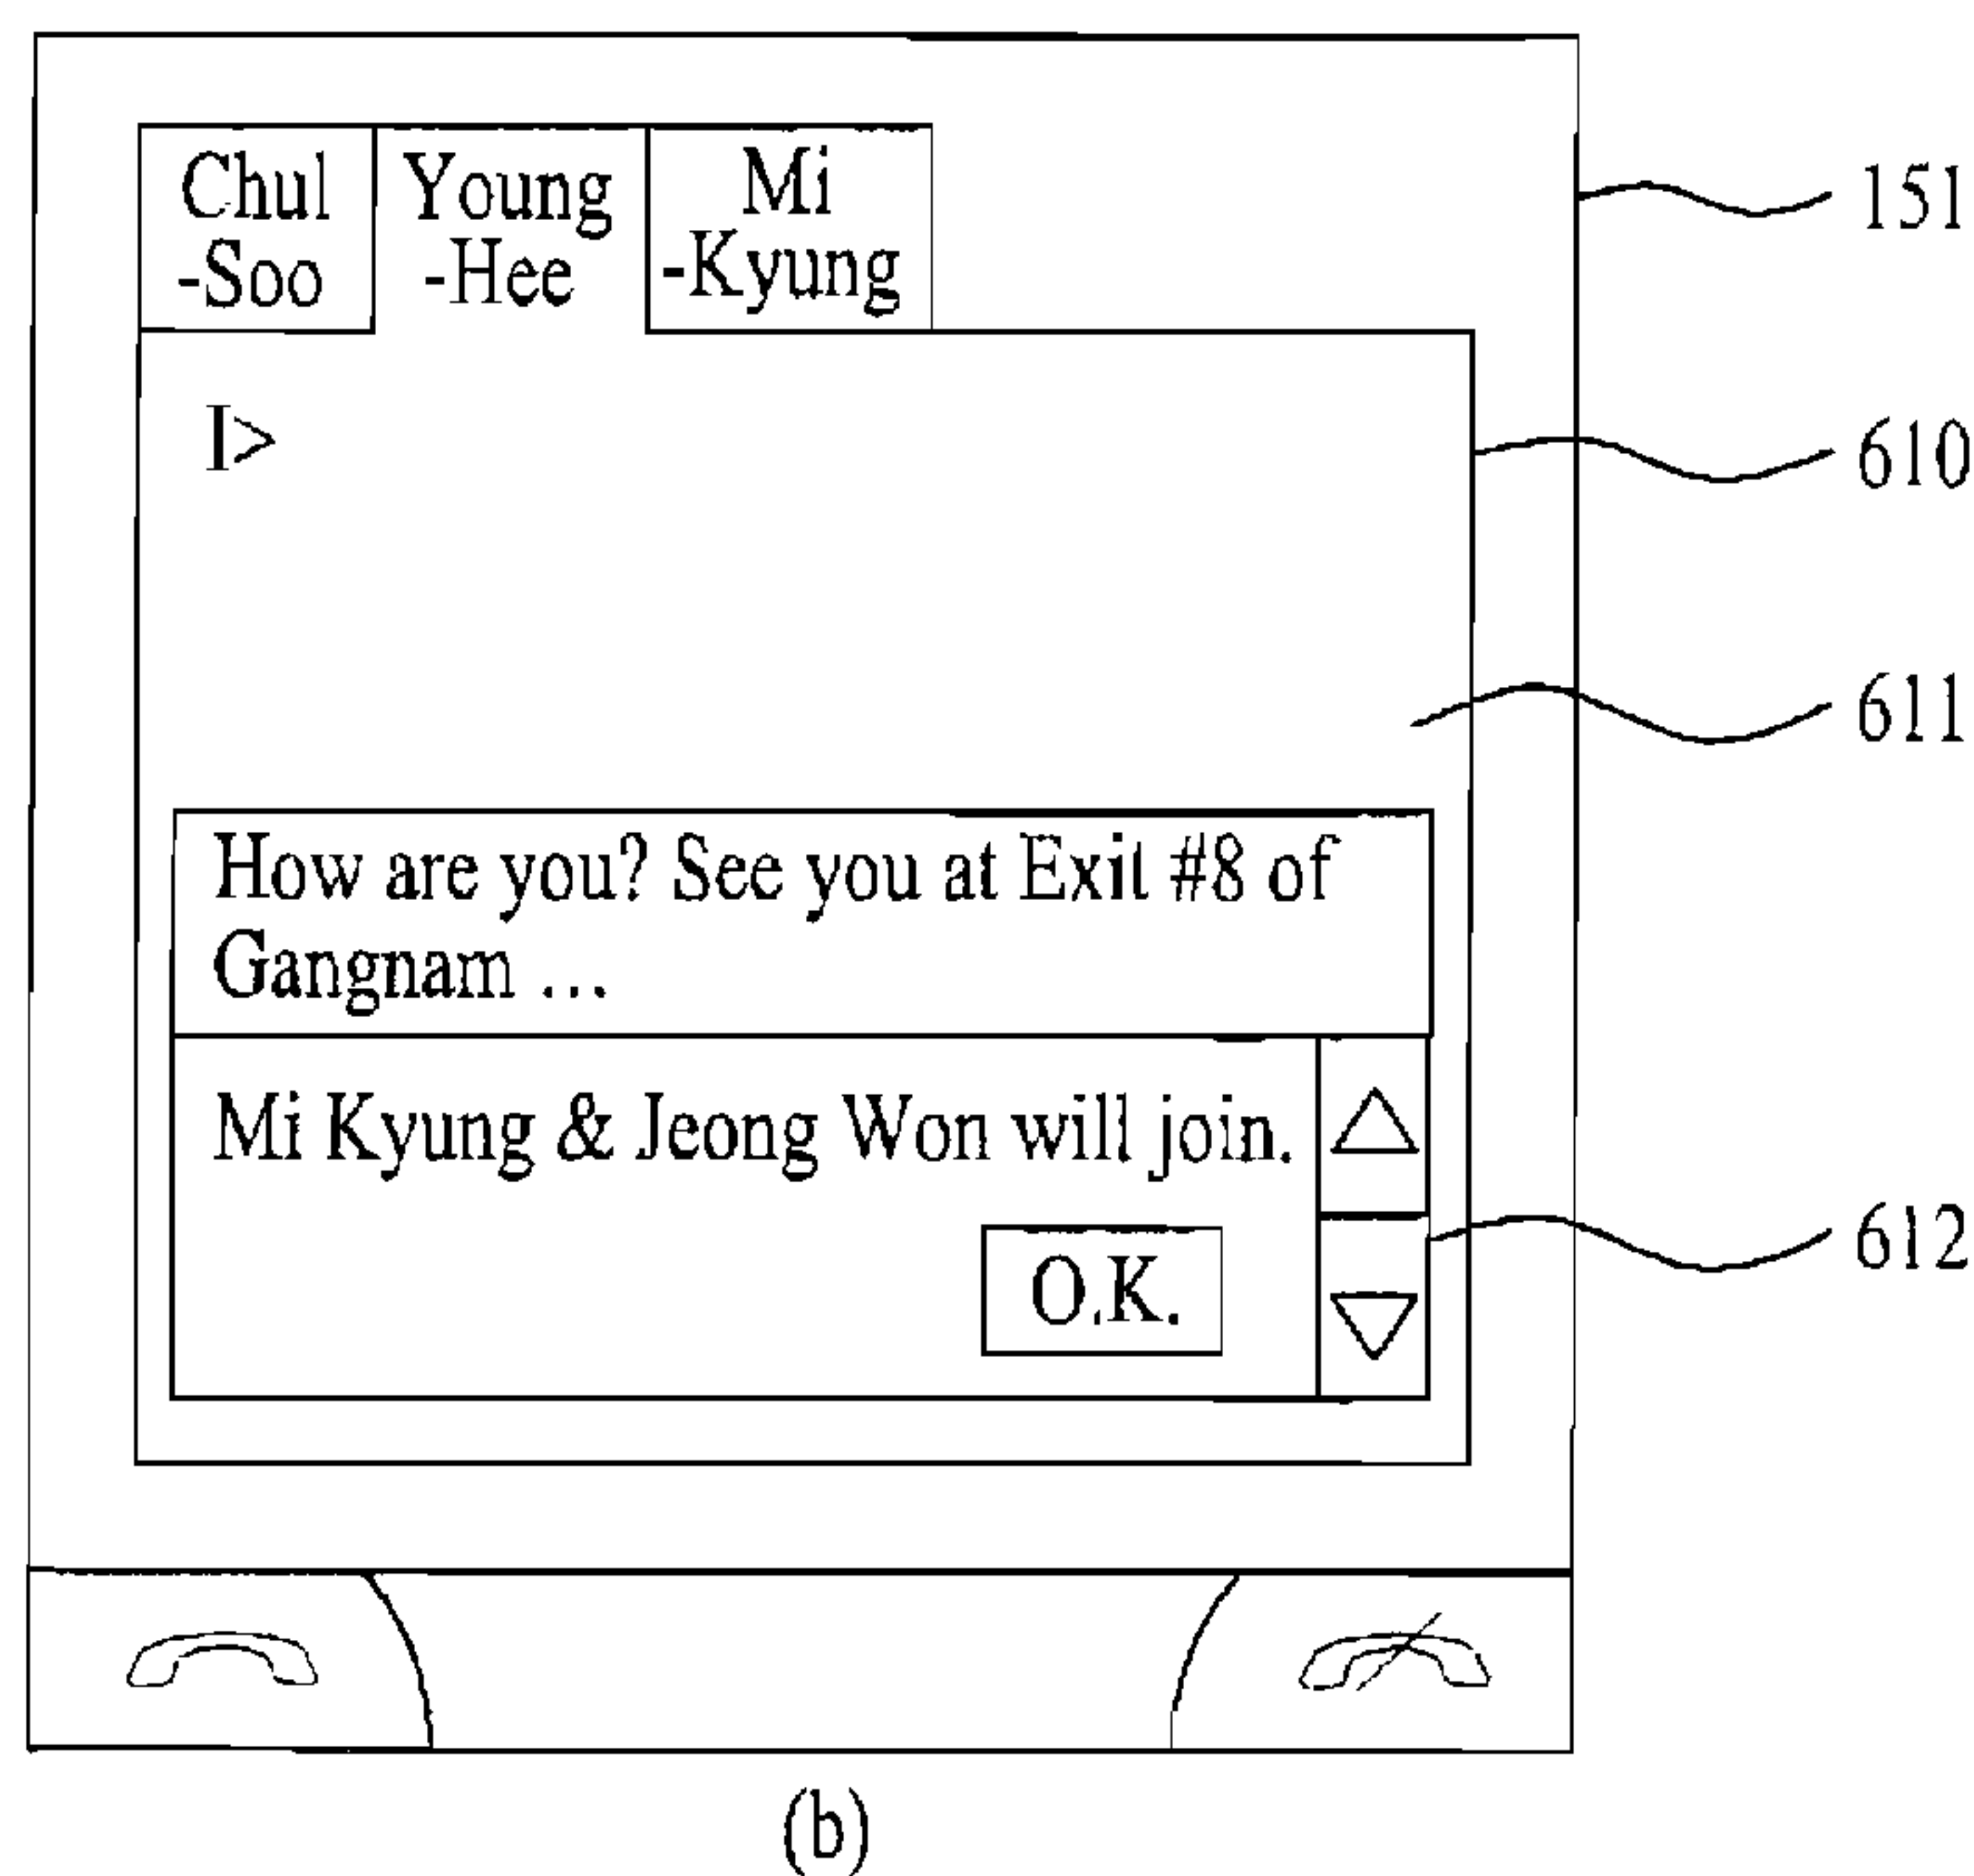 Chul
-Soo
Young
-Hee
Mi
-Kyung
151
I>
610
611
How are you? See you at Exit #8 of
Gangnam ...
Mi Kyung & Jeong Won will join.
O.K.
612
(b)